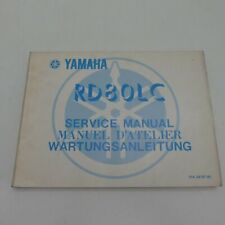 YAMAHA
RD80LC
SERVICE MANUAL
MANUEL D'ATELIER
WARTUNGSANLEITUNG